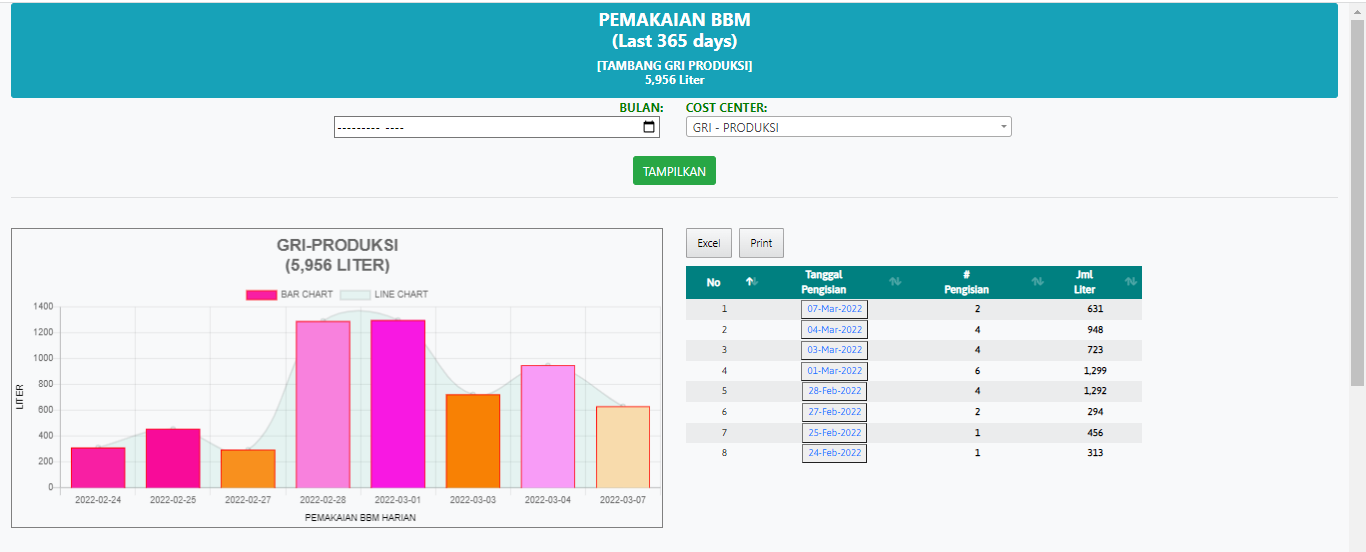 PEMAKAIAN BBM
(Last 365 days)
[TAMBANG GRI PRODUKSI]
5,956 Liter
BULAN:
--------- ----
COST CENTER:
GRI - PRODUKSI
TAMPILKAN
GRI-PRODUKSI
(5,956 LITER)
BAR CHART LINE CHART
LITER
1400
1200
1000
800
600
400
200
0
2022-02-24 2022-02-25 2022-02-27 2022-02-28 2022-03-01 2022-03-03 2022-03-04 2022-03-07
PEMAKAIAN BBM HARIAN
Excel Print
No Tanggal Pengisian # Pengisian Jml Liter
1 07-Mar-2022 2 631
2 04-Mar-2022 4 948
3 03-Mar-2022 4 723
4 01-Mar-2022 6 1,299
5 28-Feb-2022 4 1,292
6 27-Feb-2022 2 294
7 25-Feb-2022 1 456
8 24-Feb-2022 1 313